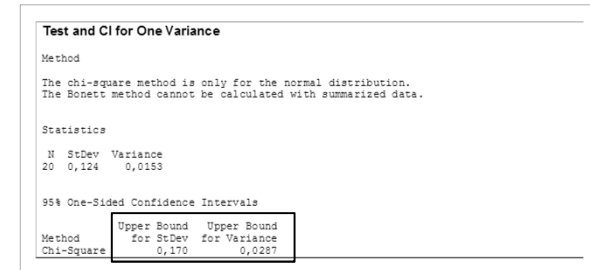 Test and CI for One Variance
Method
The chi-square method is only for the normal distribution.
The Bonett method cannot be calculated with summarized data.
Statistics
N StDev Variance
20 0,124 0,0153
95% One-Sided Confidence Intervals
Upper Bound Upper Bound
Method for StDev for Variance
Chi-Square 0,170 0,0287